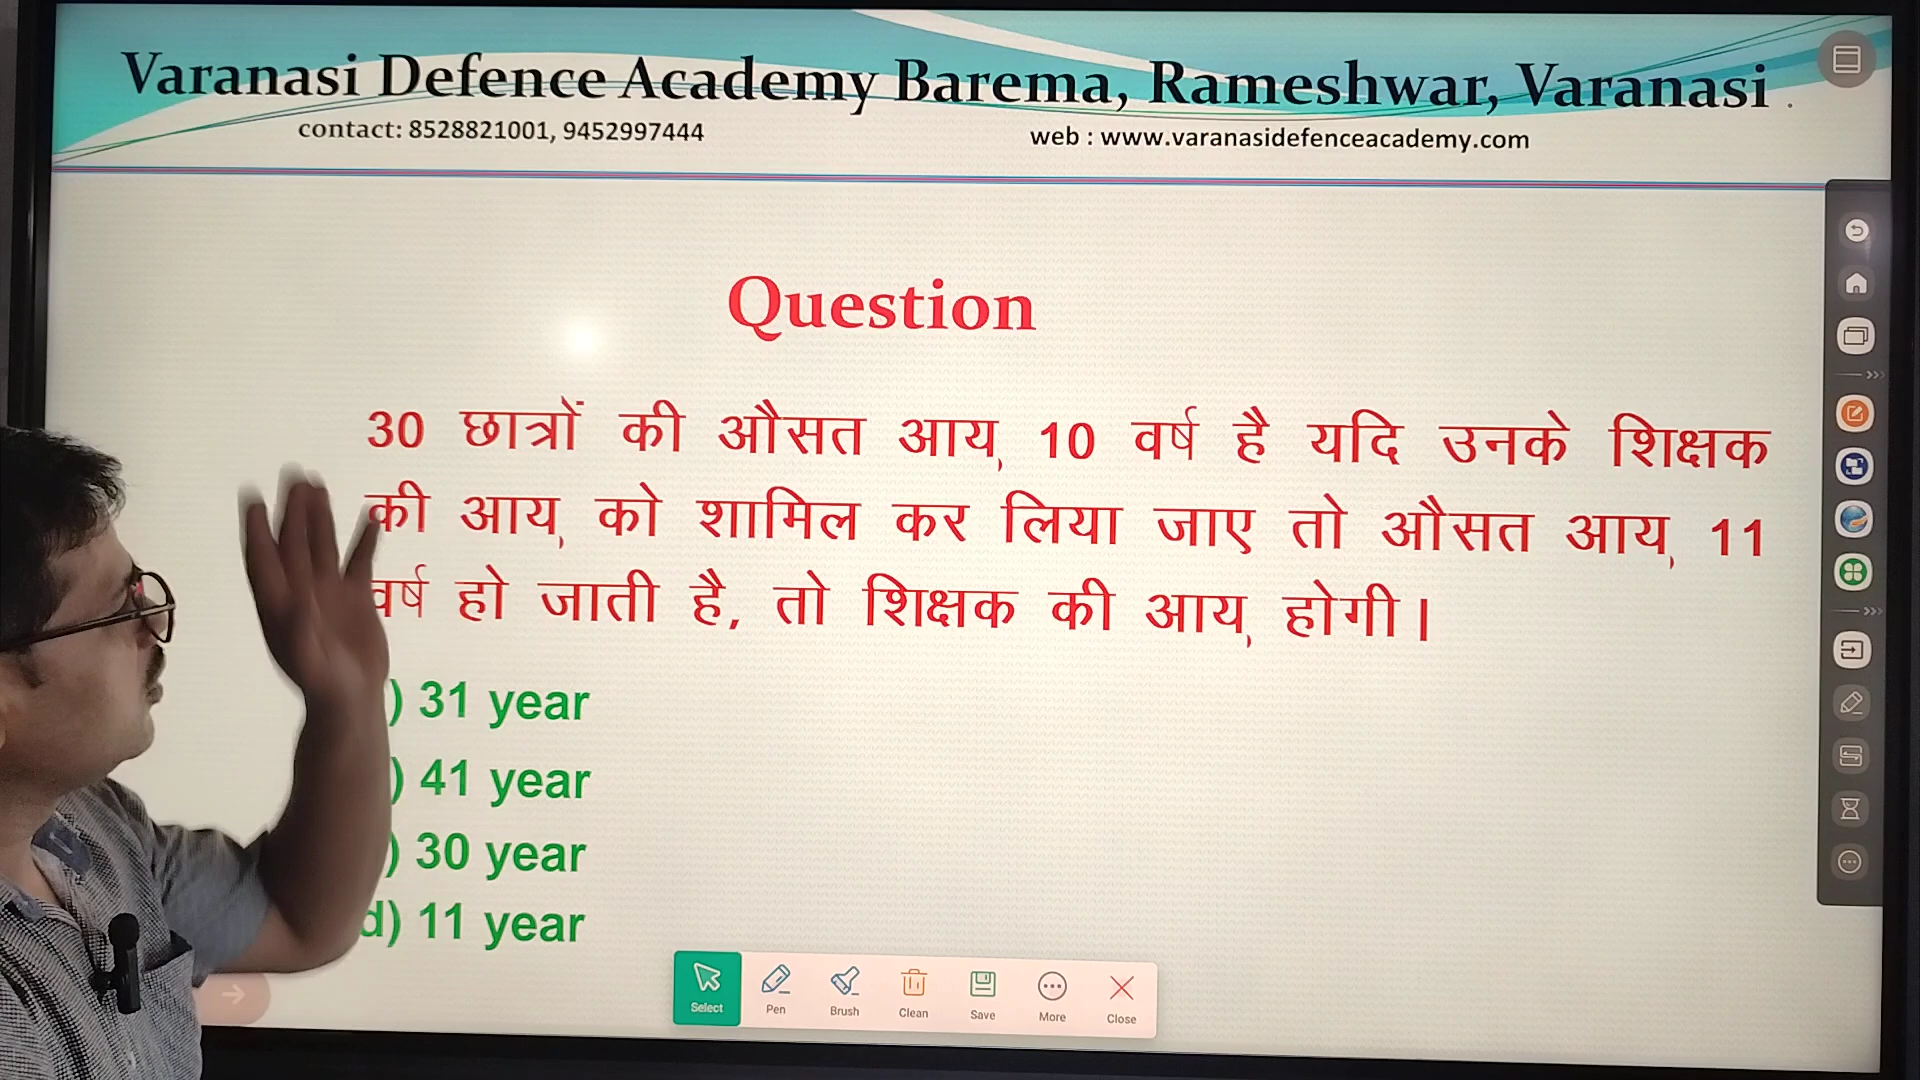 Varanasi Defence Academy Barema, Rameshwar, Varanasi .
contact: 8528821001, 9452997444
web : www.varanasidefenceacademy.com
Question
30 छात्रों की औसत आयु 10 वर्ष है यदि उनके शिक्षक
की आयु को शामिल कर लिया जाए तो औसत आयु 11
वर्ष हो जाती है, तो शिक्षक की आयु होगी।
) 31 year
) 41 year
) 30 year
d) 11 year
Select Pen Brush Clean Save More Close